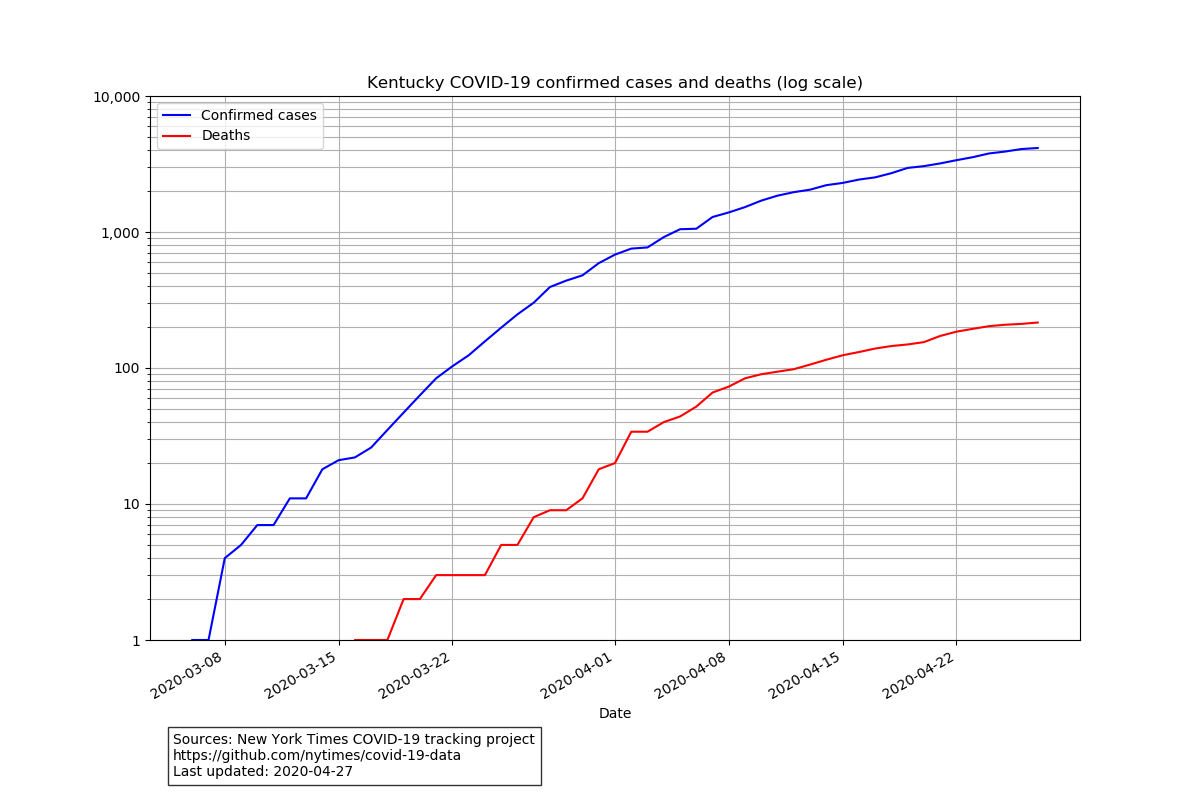 Kentucky COVID-19 confirmed cases and deaths (log scale)
10,000
1,000
100
10
1
Confirmed cases
Deaths
2020-03-08
2020-03-15
2020-03-22
2020-04-01
2020-04-08
2020-04-15
2020-04-22
Date
Sources: New York Times COVID-19 tracking project
https://github.com/nytimes/covid-19-data
Last updated: 2020-04-27